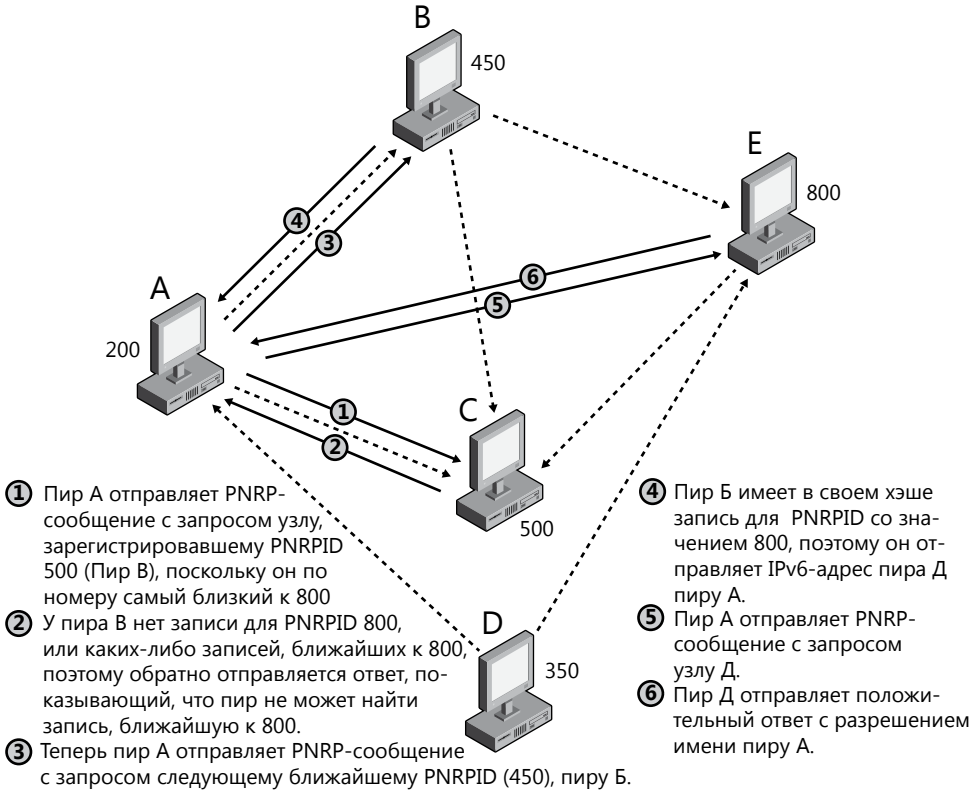 B
450
E
800
4
3
6
5
A
200
1
2
C
500
1 Пир А отправляет PNRP-
сообщение с запросом узлу,
зарегистрировавшему PNRPID
500 (Пир В), поскольку он по
номеру самый близкий к 800
2 У пира В нет записи для PNRPID 800,
или каких-либо записей, ближайших к 800,
поэтому обратно отправляется ответ, по-
казывающий, что пир не может найти
запись, ближайшую к 800.
3 Теперь пир А отправляет PNRP-сообщение
с запросом следующему ближайшему PNRPID (450), пиру Б.
D
350
4 Пир Б имеет в своем хэше
запись для PNRPID со зна-
чением 800, поэтому он от-
правляет IPv6-адрес пира Д
пиру А.
5 Пир А отправляет PNRP-
сообщение с запросом
узлу Д.
6 Пир Д отправляет положи-
тельный ответ с разрешением
имени пиру А.